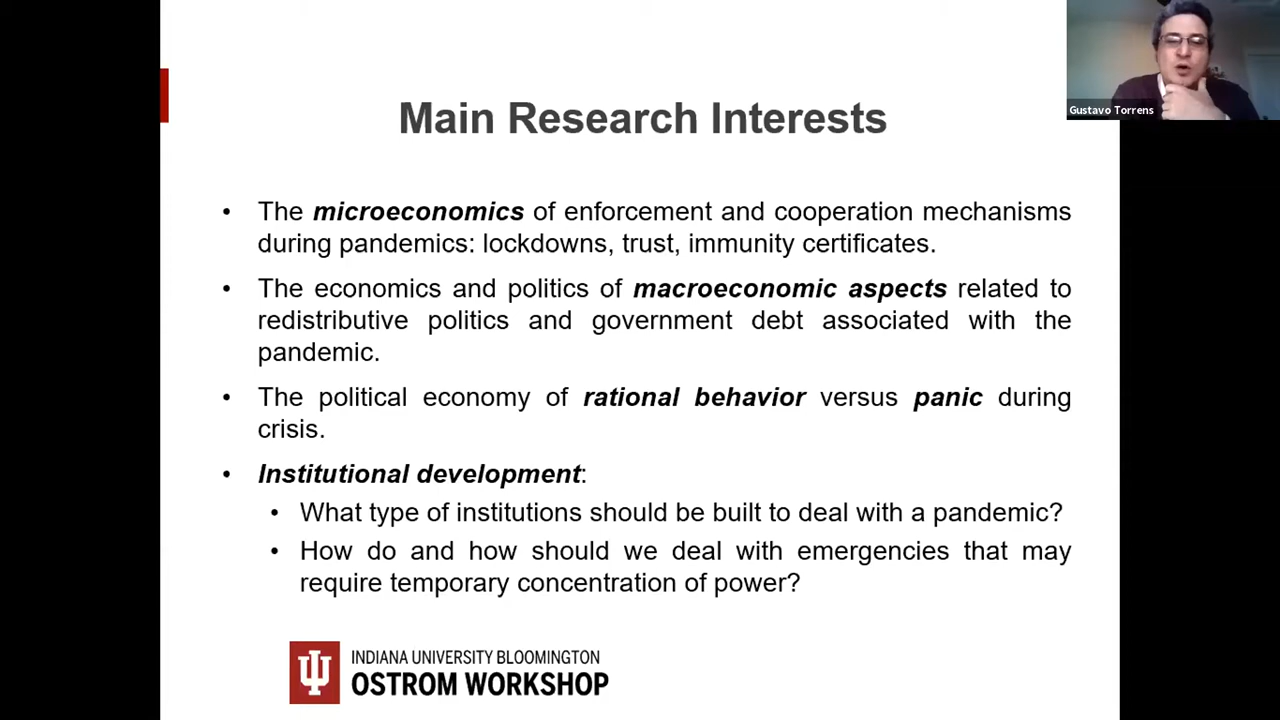 Gustavo Torrens
Main Research Interests
• The microeconomics of enforcement and cooperation mechanisms
during pandemics: lockdowns, trust, immunity certificates.
• The economics and politics of macroeconomic aspects related to
redistributive politics and government debt associated with the
pandemic.
• The political economy of rational behavior versus panic during
crisis.
• Institutional development:
• What type of institutions should be built to deal with a pandemic?
• How do and how should we deal with emergencies that may
require temporary concentration of power?
INDIANA UNIVERSITY BLOOMINGTON
OSTROM WORKSHOP